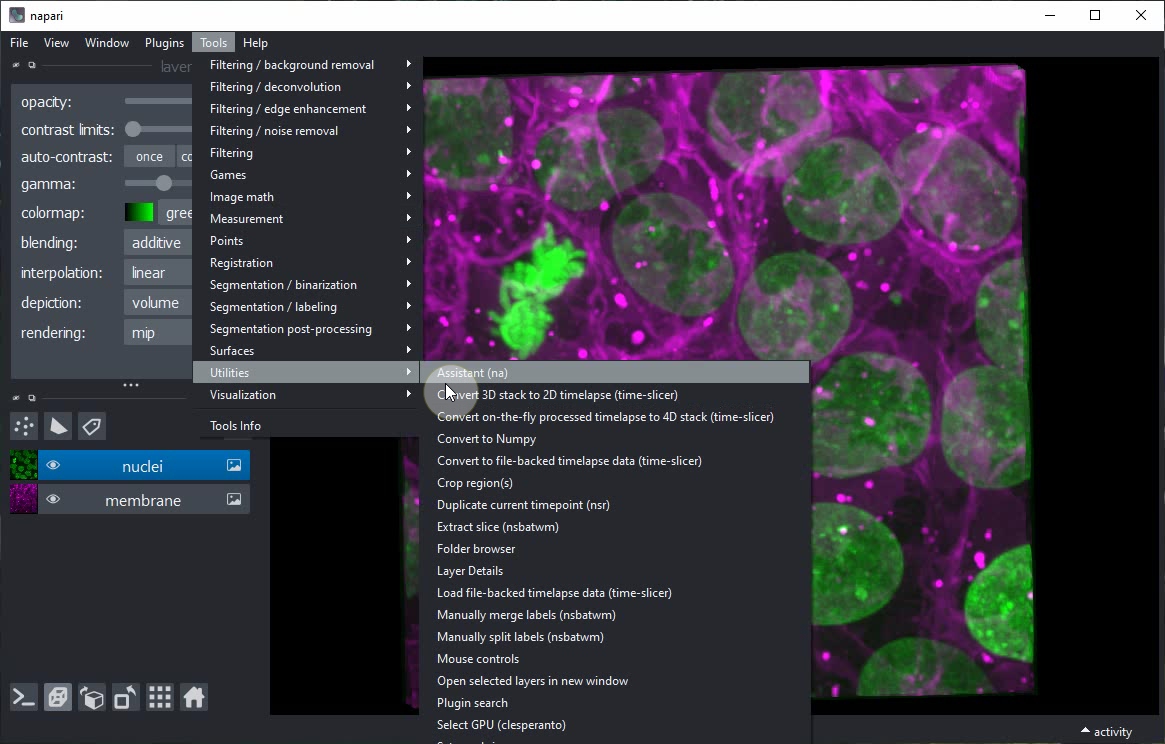 napari
File View Window Plugins Tools Help
layer
opacity:
contrast limits:
auto-contrast: once
gamma:
colormap: gree
blending: additive
interpolation: linear
depiction: volume
rendering: mip
Filtering / background removal
Filtering / deconvolution
Filtering / edge enhancement
Filtering / noise removal
Filtering
Games
Image math
Measurement
Points
Registration
Segmentation / binarization
Segmentation / labeling
Segmentation post-processing
Surfaces
Utilities
Visualization
Tools Info
Assistant (na)
Convert 3D stack to 2D timelapse (time-slicer)
Convert on-the-fly processed timelapse to 4D stack (time-slicer)
Convert to Numpy
Convert to file-backed timelapse data (time-slicer)
Crop region(s)
Duplicate current timepoint (nsr)
Extract slice (nsbatwm)
Folder browser
Layer Details
Load file-backed timelapse data (time-slicer)
Manually merge labels (nsbatwm)
Manually split labels (nsbatwm)
Mouse controls
Open selected layers in new window
Plugin search
Select GPU (clesperanto)
nuclei
membrane
activity